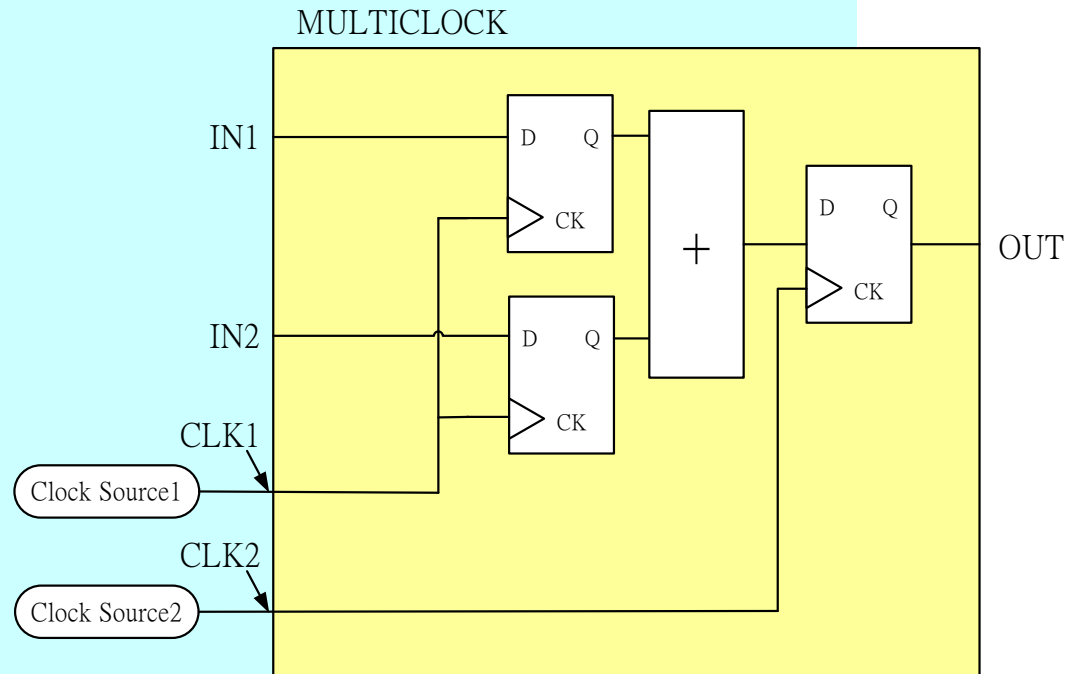 MULTICLOCK
IN1
D Q
CK
+
D Q
CK
OUT
IN2
D Q
CK
CLK1
Clock Source1
CLK2
Clock Source2